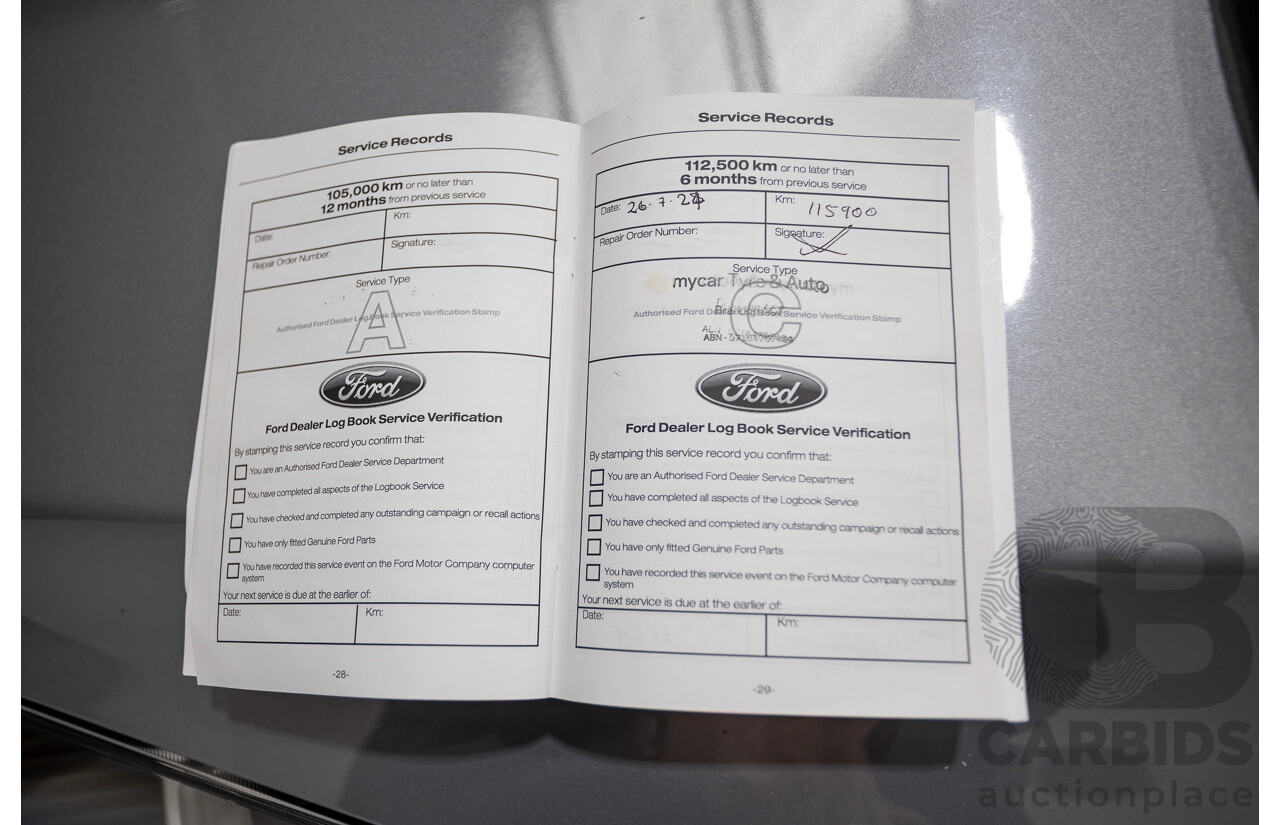 Service Records
105,000 km or no later than
12 months from previous service
Date:
Km:
Repair Order Number:
Signature:
Service Type
A
Authorised Ford Dealer Log Book Service Verification Stamp
Ford
Ford Dealer Log Book Service Verification
By stamping this service record you confirm that:
You are an Authorised Ford Dealer Service Department
You have completed all aspects of the Logbook Service
You have checked and completed any outstanding campaign or recall actions
You have only fitted Genuine Ford Parts
You have recorded this service event on the Ford Motor Company computer
system
Your next service is due at the earlier of:
Date:
Km:
-28-
Service Records
112,500 km or no later than
6 months from previous service
Date: 26.7.24
Km: 115900
Repair Order Number:
Signature:
Service Type
mycar Tyre & Auto
C
Authorised Ford Dealer Log Book Service Verification Stamp
ABN -
Ford
Ford Dealer Log Book Service Verification
By stamping this service record you confirm that:
You are an Authorised Ford Dealer Service Department
You have completed all aspects of the Logbook Service
You have checked and completed any outstanding campaign or recall actions
You have only fitted Genuine Ford Parts
You have recorded this service event on the Ford Motor Company computer
system
Your next service is due at the earlier of:
Date:
Km:
-29-
CB
CARBIDS
auctionplace